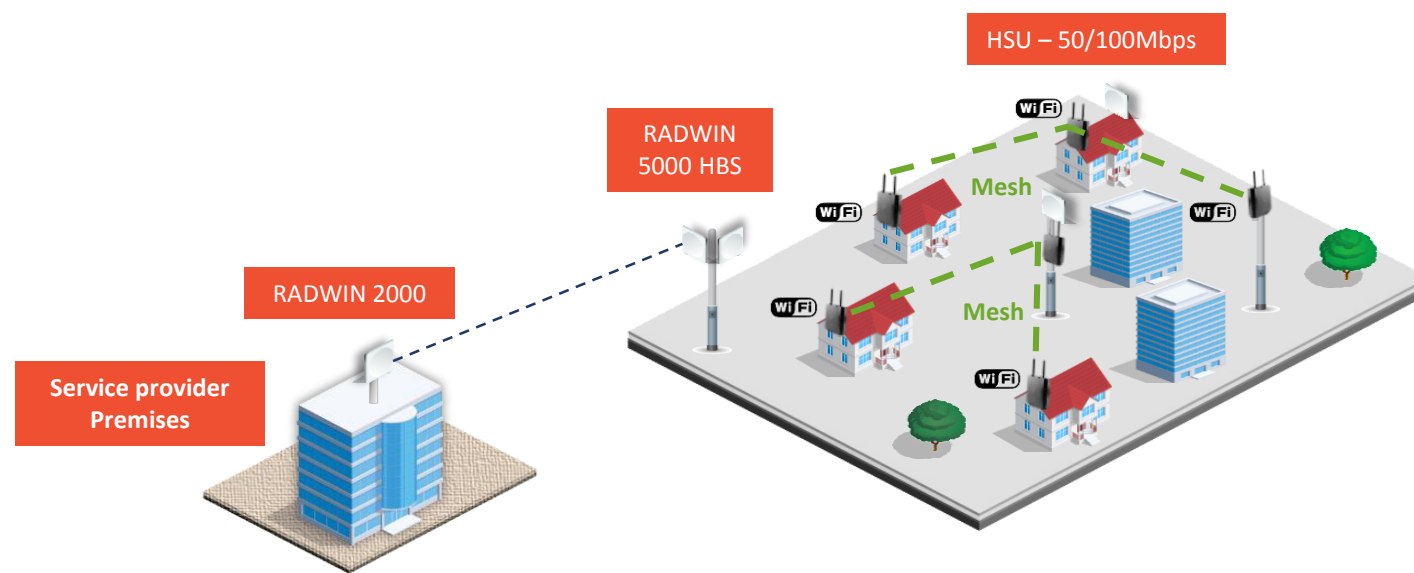 HSU – 50/100Mbps
WiFi
RADWIN
5000 HBS
Mesh
WiFi
WiFi
RADWIN 2000
WiFi
Mesh
Service provider
Premises
WiFi